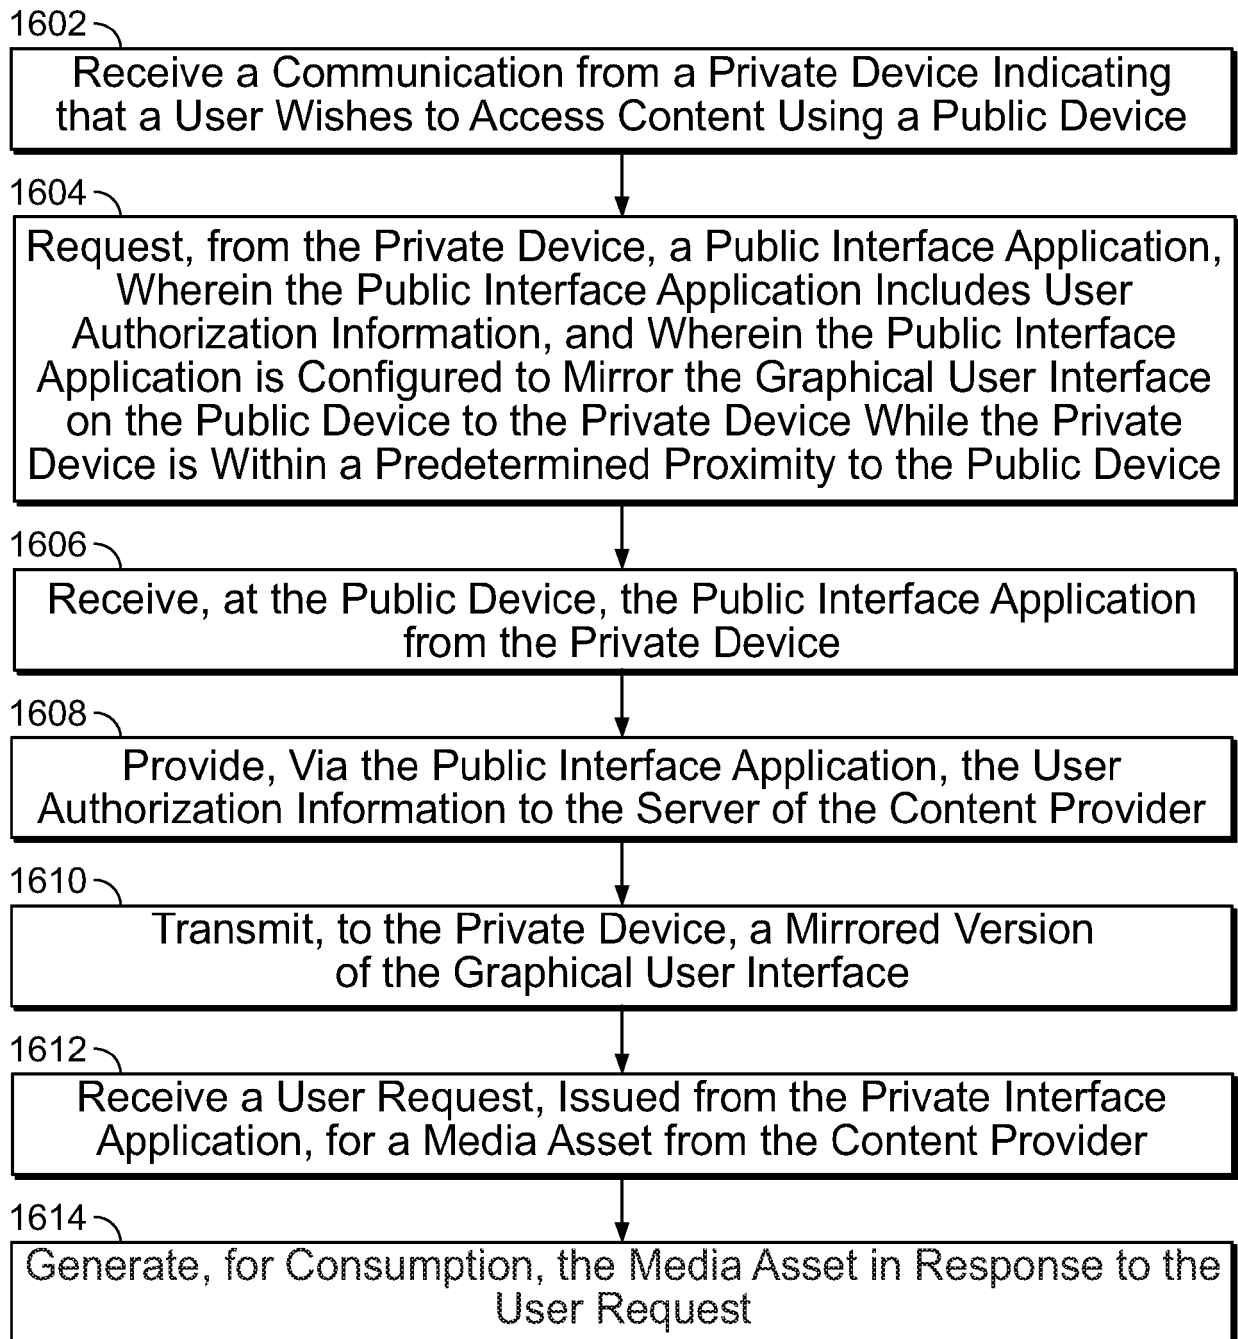 1602
Receive a Communication from a Private Device Indicating
that a User Wishes to Access Content Using a Public Device
1604
Request, from the Private Device, a Public Interface Application,
Wherein the Public Interface Application Includes User
Authorization Information, and Wherein the Public Interface
Application is Configured to Mirror the Graphical User Interface
on the Public Device to the Private Device While the Private
Device is Within a Predetermined Proximity to the Public Device
1606
Receive, at the Public Device, the Public Interface Application
from the Private Device
1608
Provide, Via the Public Interface Application, the User
Authorization Information to the Server of the Content Provider
1610
Transmit, to the Private Device, a Mirrored Version
of the Graphical User Interface
1612
Receive a User Request, Issued from the Private Interface
Application, for a Media Asset from the Content Provider
1614
Generate, for Consumption, the Media Asset in Response to the
User Request